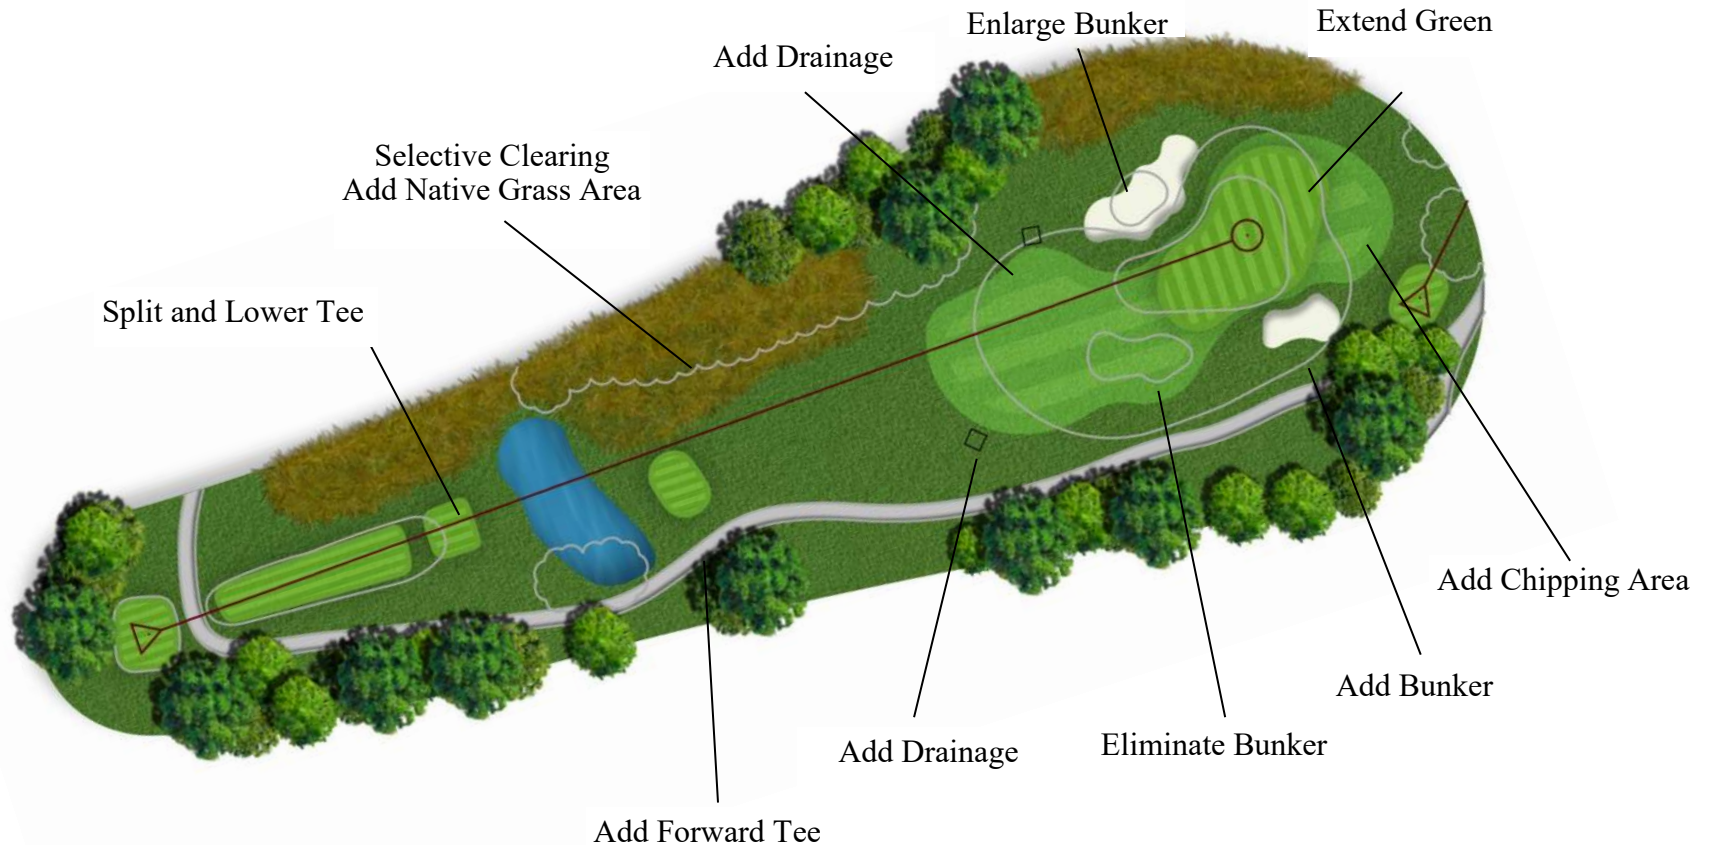 Enlarge Bunker
Extend Green
Add Drainage
Selective Clearing
Add Native Grass Area
Split and Lower Tee
Add Chipping Area
Add Bunker
Eliminate Bunker
Add Drainage
Add Forward Tee